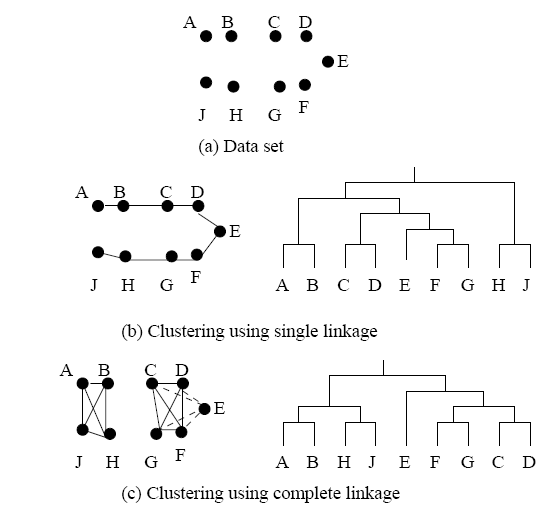 A B C D
E
J H G F
(a) Data set
A B C D
E
J H G F
A B C D E F G H J
(b) Clustering using single linkage
A B C D
E
J H G F
A B H J E F G C D
(c) Clustering using complete linkage